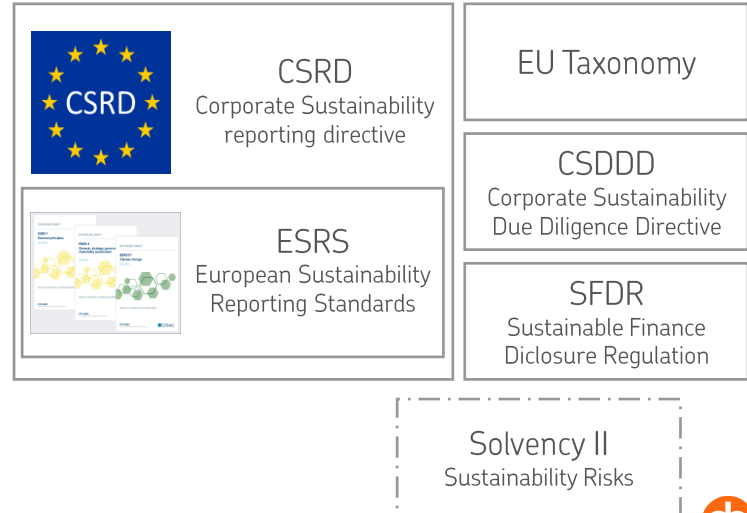 CSRD
CSRD
Corporate Sustainability
reporting directive
ESRS
European Sustainability
Reporting Standards
EU Taxonomy
CSDDD
Corporate Sustainability
Due Diligence Directive
SFDR
Sustainable Finance
Diclosure Regulation
Solvency II
Sustainability Risks